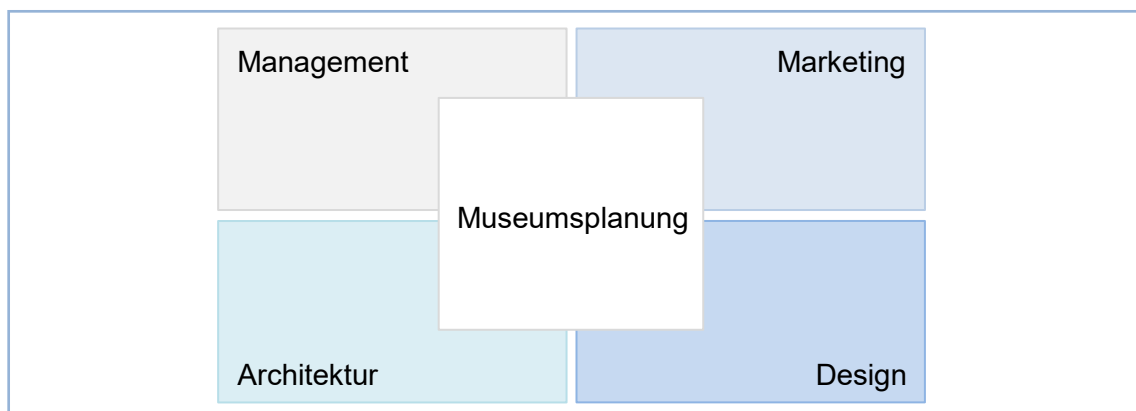 Management
Marketing
Museumsplanung
Architektur
Design